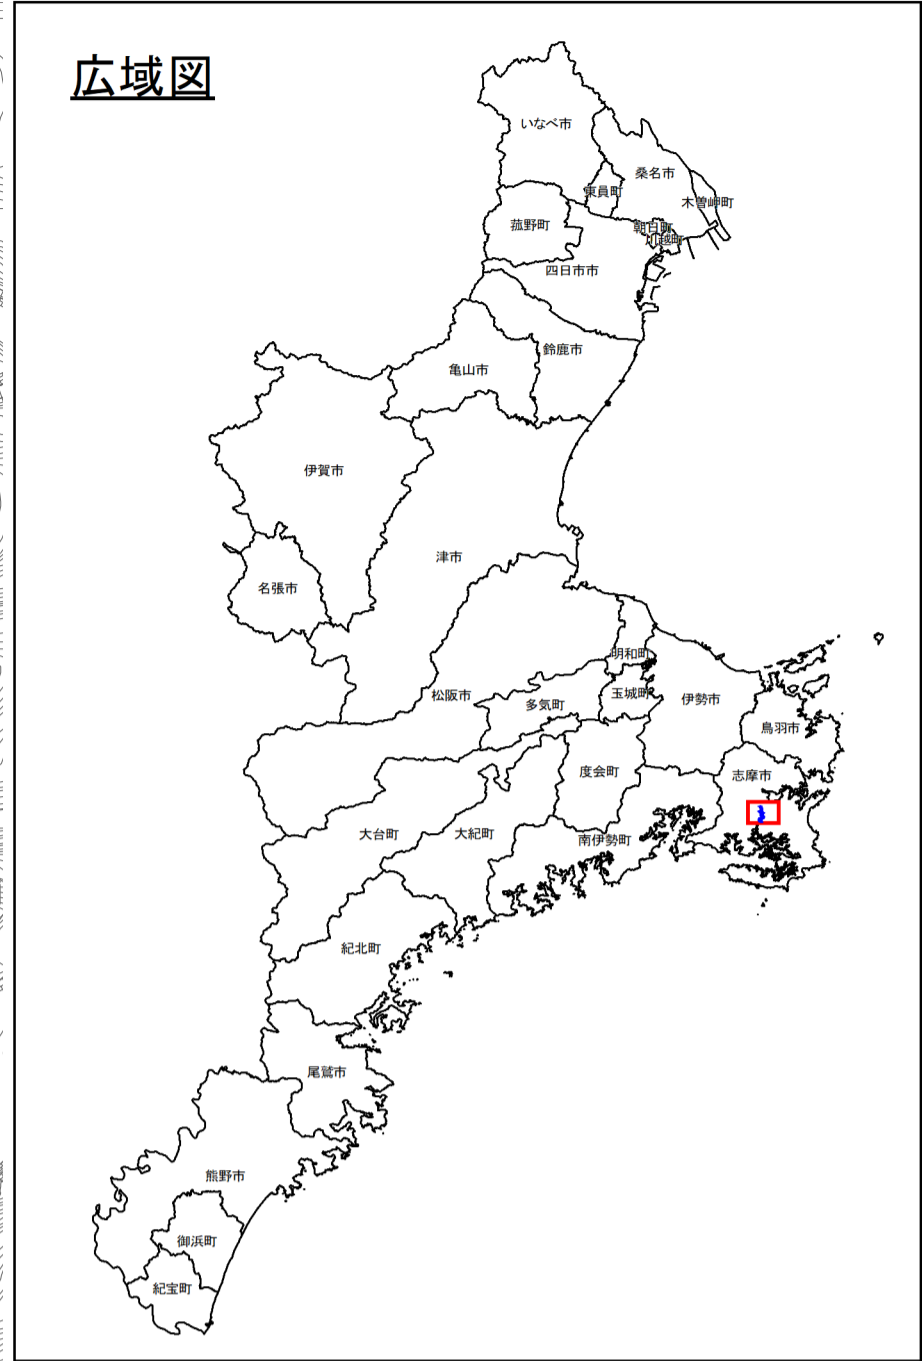 広域図
いなべ市
桑名市
東員町
木曽岬町
菰野町
朝日町
川越町
四日市市
鈴鹿市
亀山市
伊賀市
津市
名張市
明和町
松阪市
玉城町
多気町
伊勢市
鳥羽市
度会町
志摩市
大台町
大紀町
南伊勢町
紀北町
尾鷲市
熊野市
御浜町
紀宝町